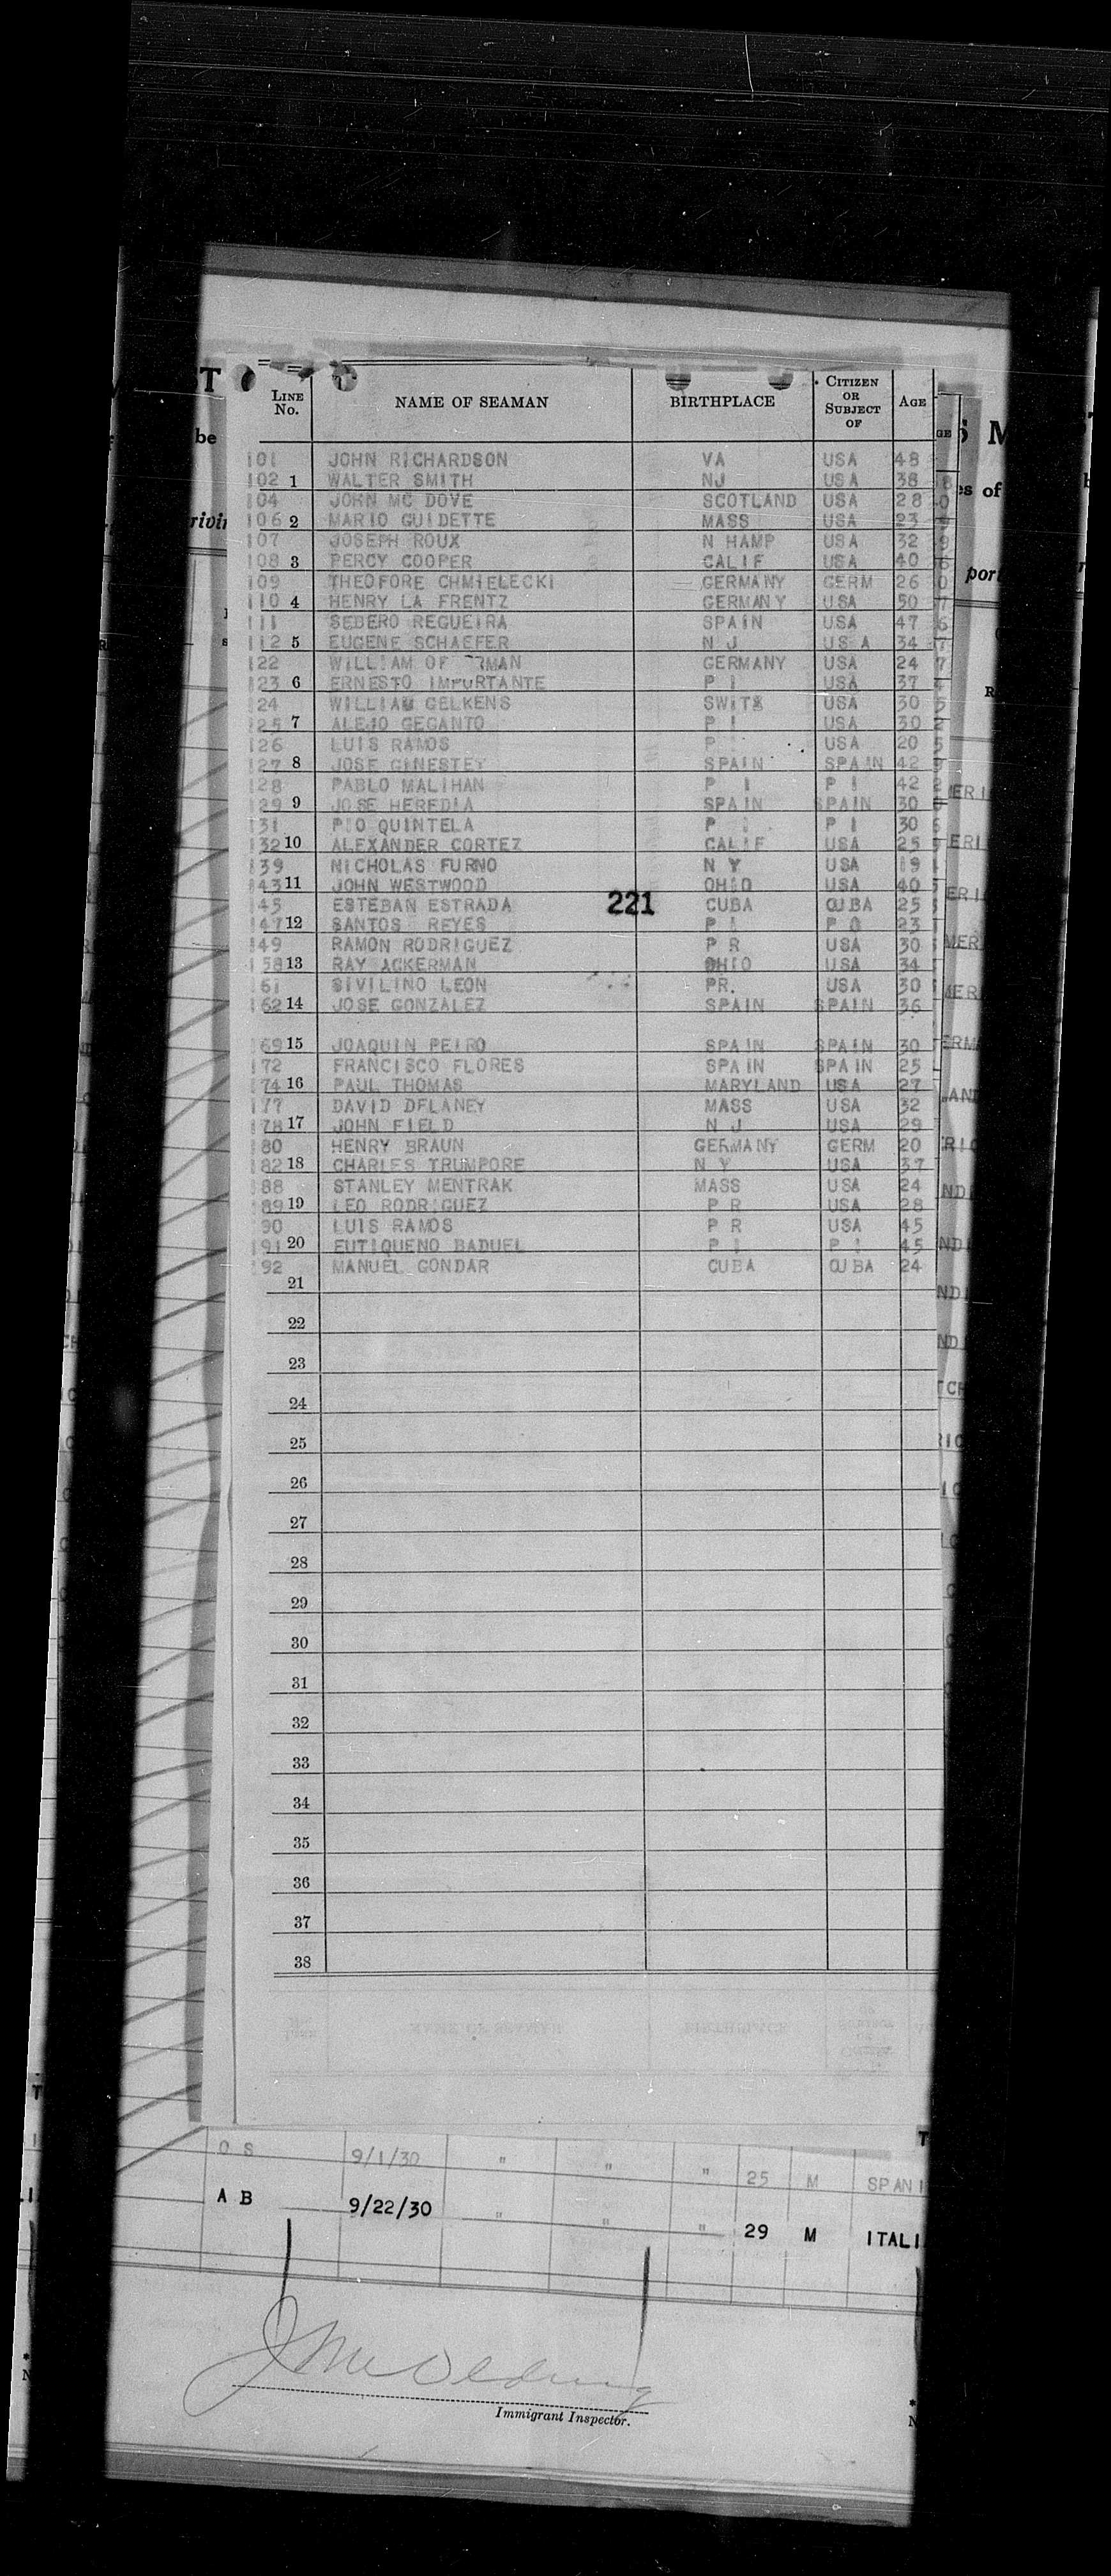 LINE No. NAME OF SEAMAN BIRTHPLACE CITIZEN OR SUBJECT OF AGE
101 JOHN RICHARDSON VA USA 48
102 1 WALTER SMITH NJ USA 38
104 JOHN MC DOVE SCOTLAND USA 28
106 2 MARIO GUIDETTE MASS USA 23
107 JOSEPH ROUX N HAMP USA 32
108 3 PERCY COOPER CALIF USA 40
109 THEOFORE CHMIELECKI GERMANY GERM 26
110 4 HENRY LA FRENTZ GERMANY USA 50
111 SEBERO REGUEIRA SPAIN USA 47
112 5 EUGENE SCHAEFER N J US A 34
122 WILLIAM GERMANY USA 24
123 6 ERNESTO IMPORTANTE P I USA 37
24 WILLIAM GELKENS SWITZ USA 30
125 7 ALEJO GEGANTO P I USA 30
126 LUIS RAMOS P USA 20
127 8 JOSE GINESTEY SPAIN SPAIN 42
128 PABLO MALIHAN P I P I 42
129 9 JOSE HEREDIA SPAIN SPAIN 30
131 PIO QUINTELA P I P I 30
132 10 ALEXANDER CORTEZ CALIF USA 25
139 NICHOLAS FURNO N Y USA 19
143 11 JOHN WESTWOOD OHIO USA 40
145 ESTEBAN ESTRADA 221 CUBA CUBA 25
147 12 SANTOS REYES P I P 23
149 RAMON RODRIGUEZ P R USA 30
158 13 RAY ACKERMAN OHIO USA 34
161 SIVILINO LEON PR. USA 30
162 14 JOSE GONZALEZ SPAIN SPAIN 36
169 15 JOAQUIN PEIRO SPAIN SPAIN 30
172 FRANCISCO FLORES SPAIN SPAIN 25
174 16 PAUL THOMAS MARYLAND USA 27
177 DAVID DELANEY MASS USA 32
178 17 JOHN FIELD N J USA 29
180 HENRY BRAUN GERMANY GERM 20
182 18 CHARLES TRUMPORE N Y USA 37
188 STANLEY MENTRAK MASS USA 24
189 19 LEO RODRIGUEZ P R USA 28
190 LUIS RAMOS P R USA 45
191 20 EUTIQUENO BADUEL P I P I 45
192 MANUEL GONDAR CUBA CUBA 24
21
22
23
24
25
26
27
28
29
30
31
32
33
34
35
36
37
38
O S 9/1/30 " " " 25 M SPANI
A B 9/22/30 " " " 29 M ITALI
Immigrant Inspector.